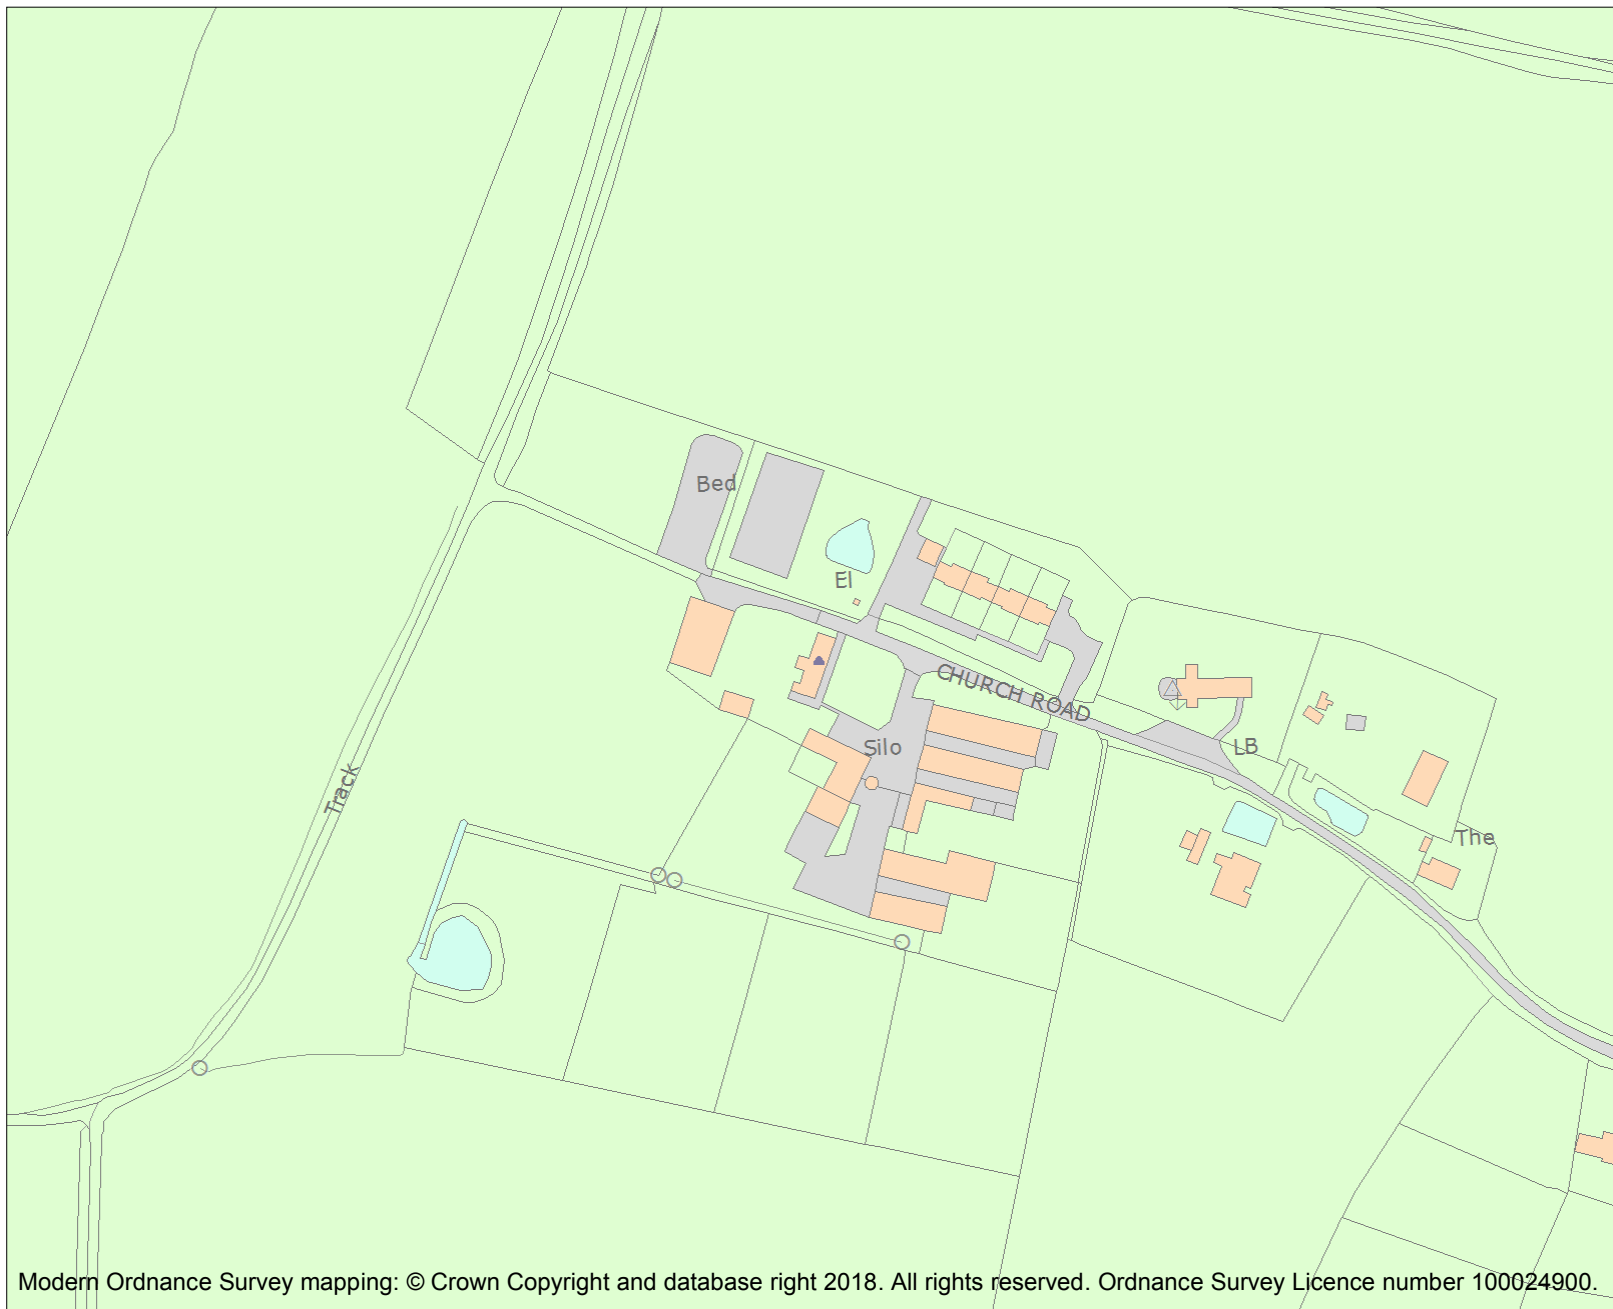 Bed
El
CHURCH ROAD
Silo
LB
Track
The
Modern Ordnance Survey mapping: © Crown Copyright and database right 2018. All rights reserved. Ordnance Survey Licence number 100024900.